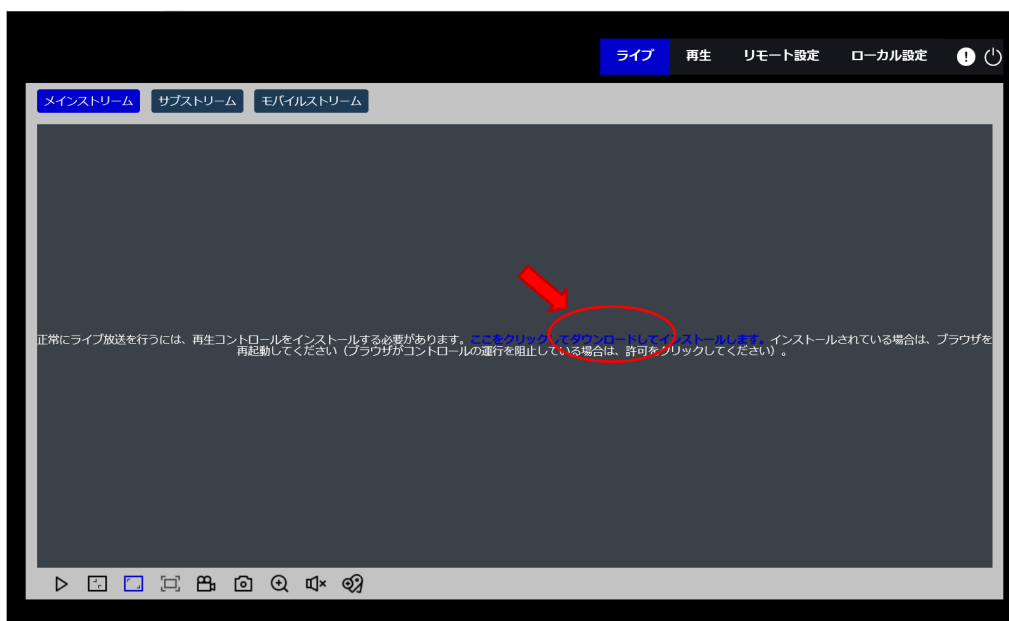 ライブ 再生 リモート設定 ローカル設定
メインストリーム サブストリーム モバイルストリーム
正常にライブ放送を行うには、再生コントロールをインストールする必要があります。ここをクリックしてダウンロードしてインストールします。インストールされている場合は、ブラウザを
再起動してください（ブラウザがコントロールの運行を阻止している場合は、許可をクリックしてください）。